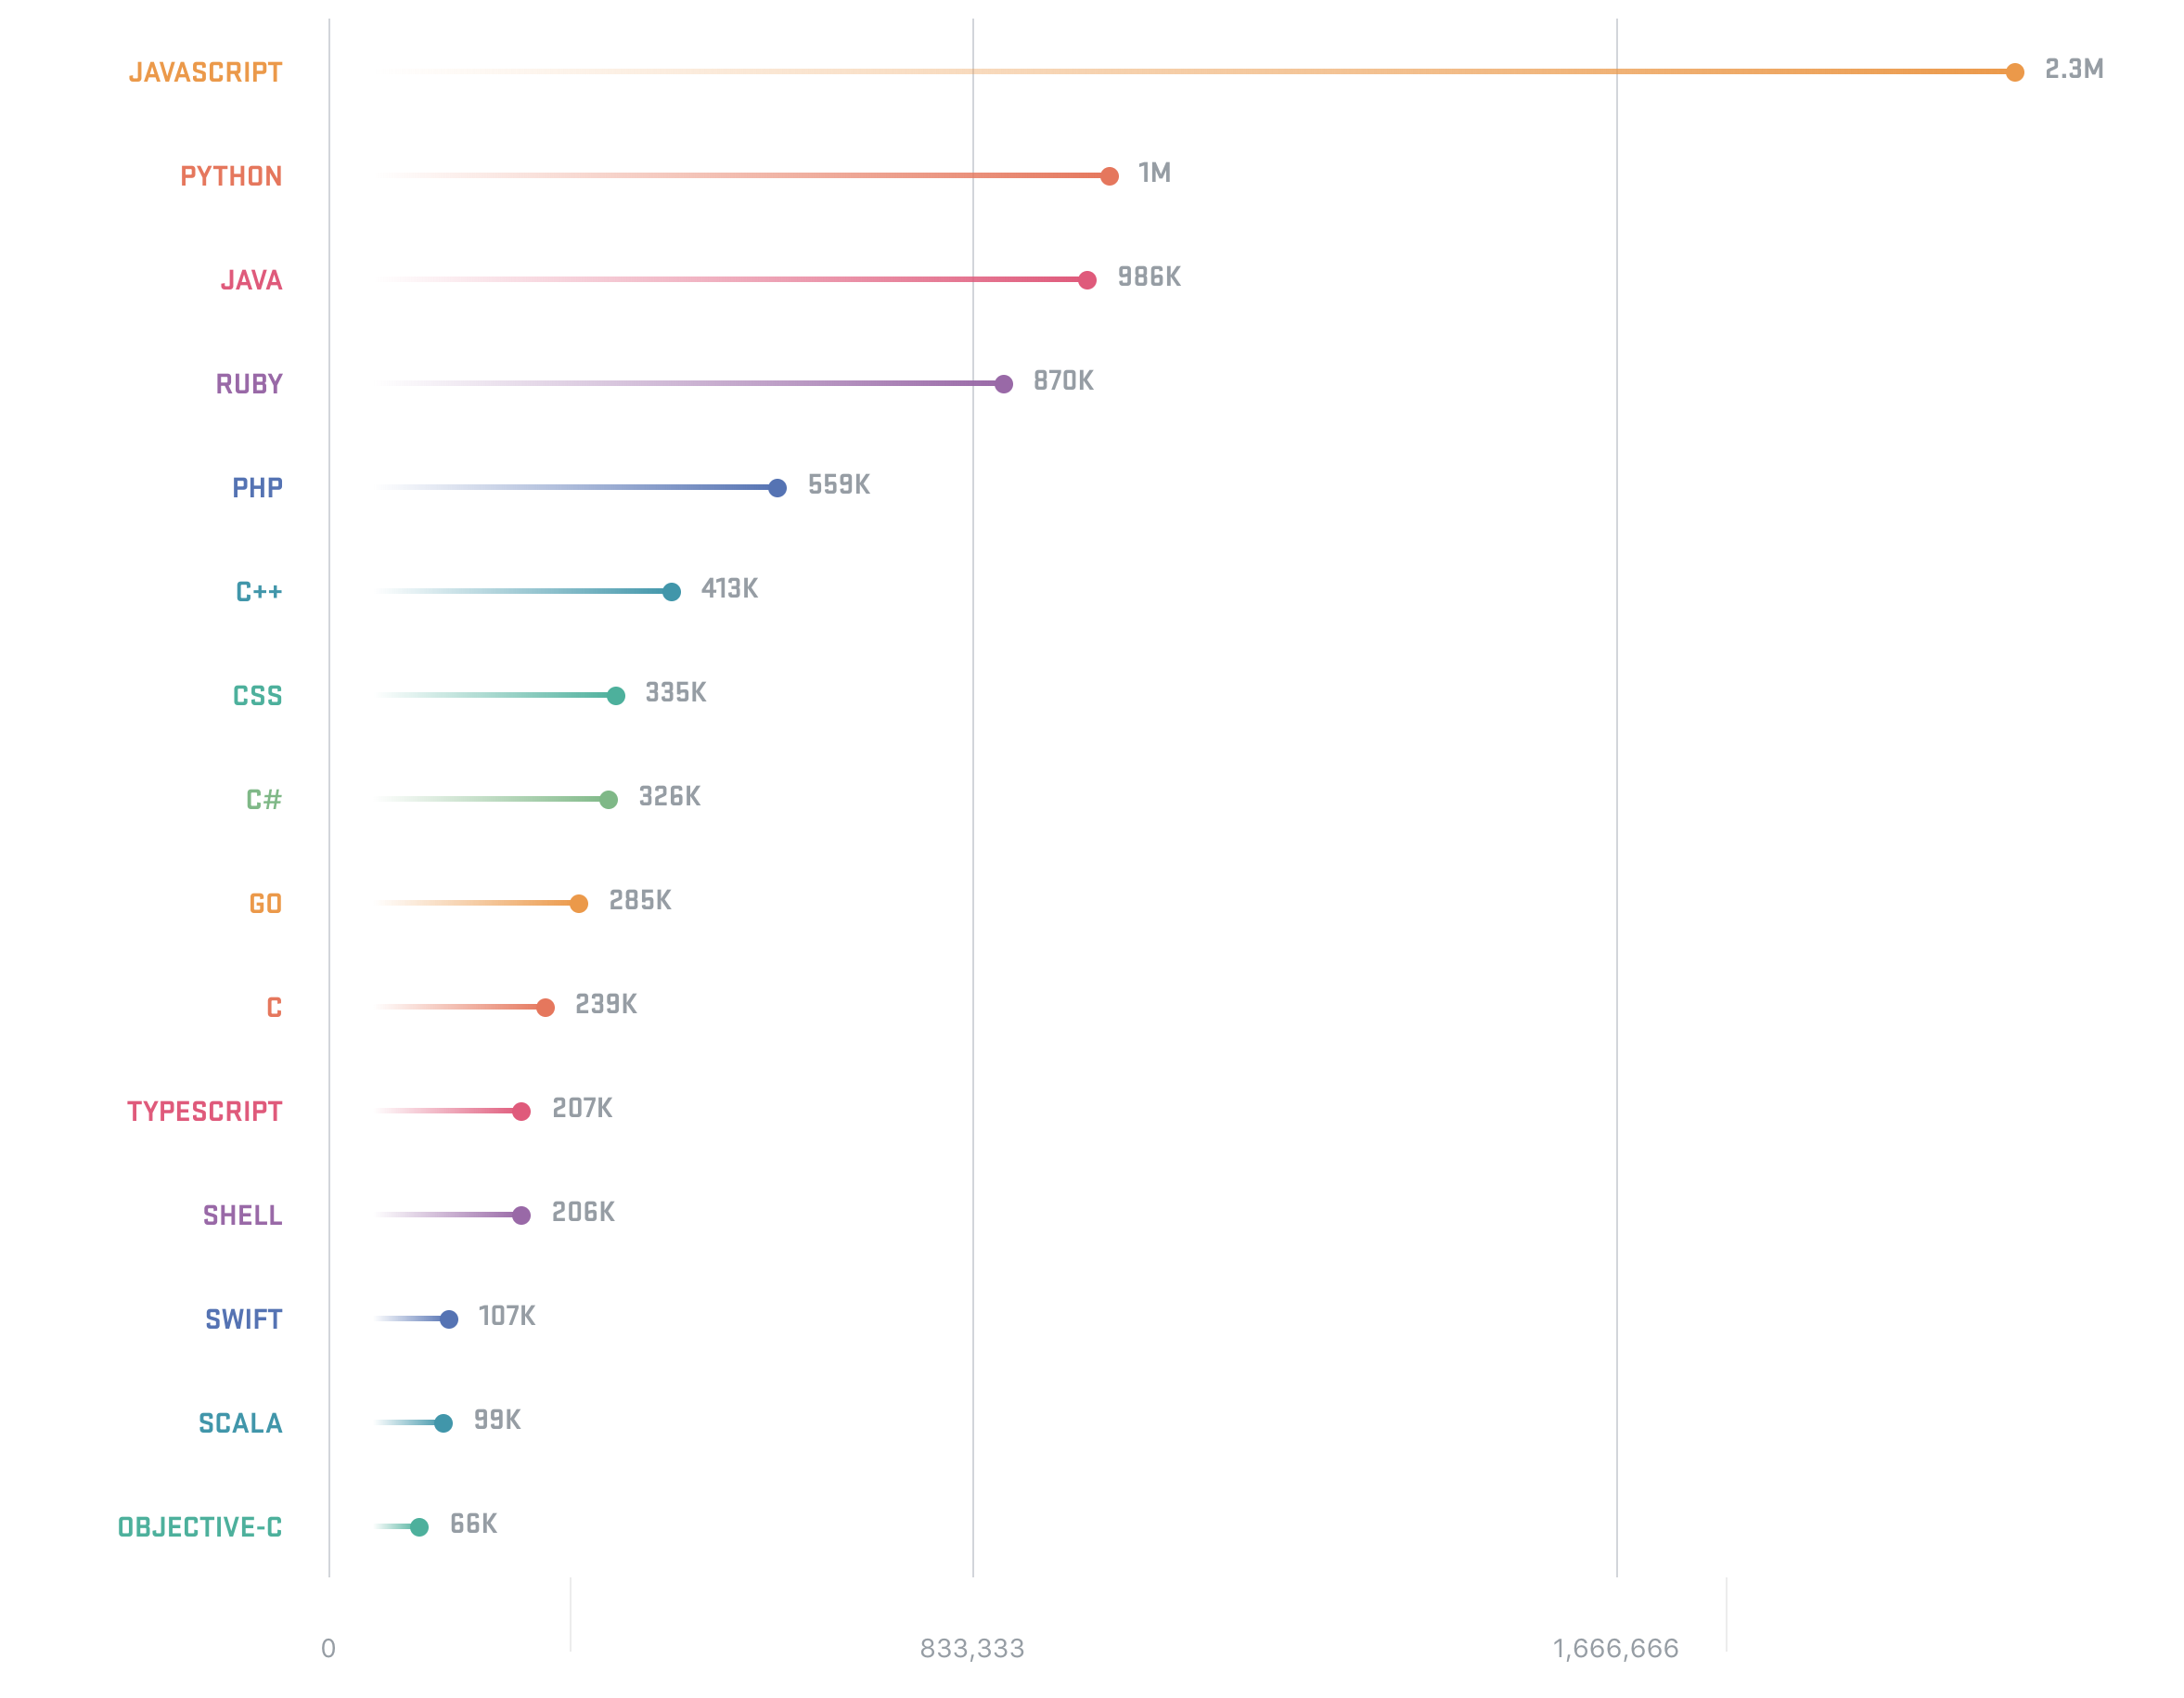 JAVASCRIPT 2.3M
PYTHON 1M
JAVA 986K
RUBY 870K
PHP 559K
C++ 413K
CSS 335K
C# 326K
GO 285K
C 239K
TYPESCRIPT 207K
SHELL 206K
SWIFT 107K
SCALA 99K
OBJECTIVE-C 66K
0 833,333 1,666,666